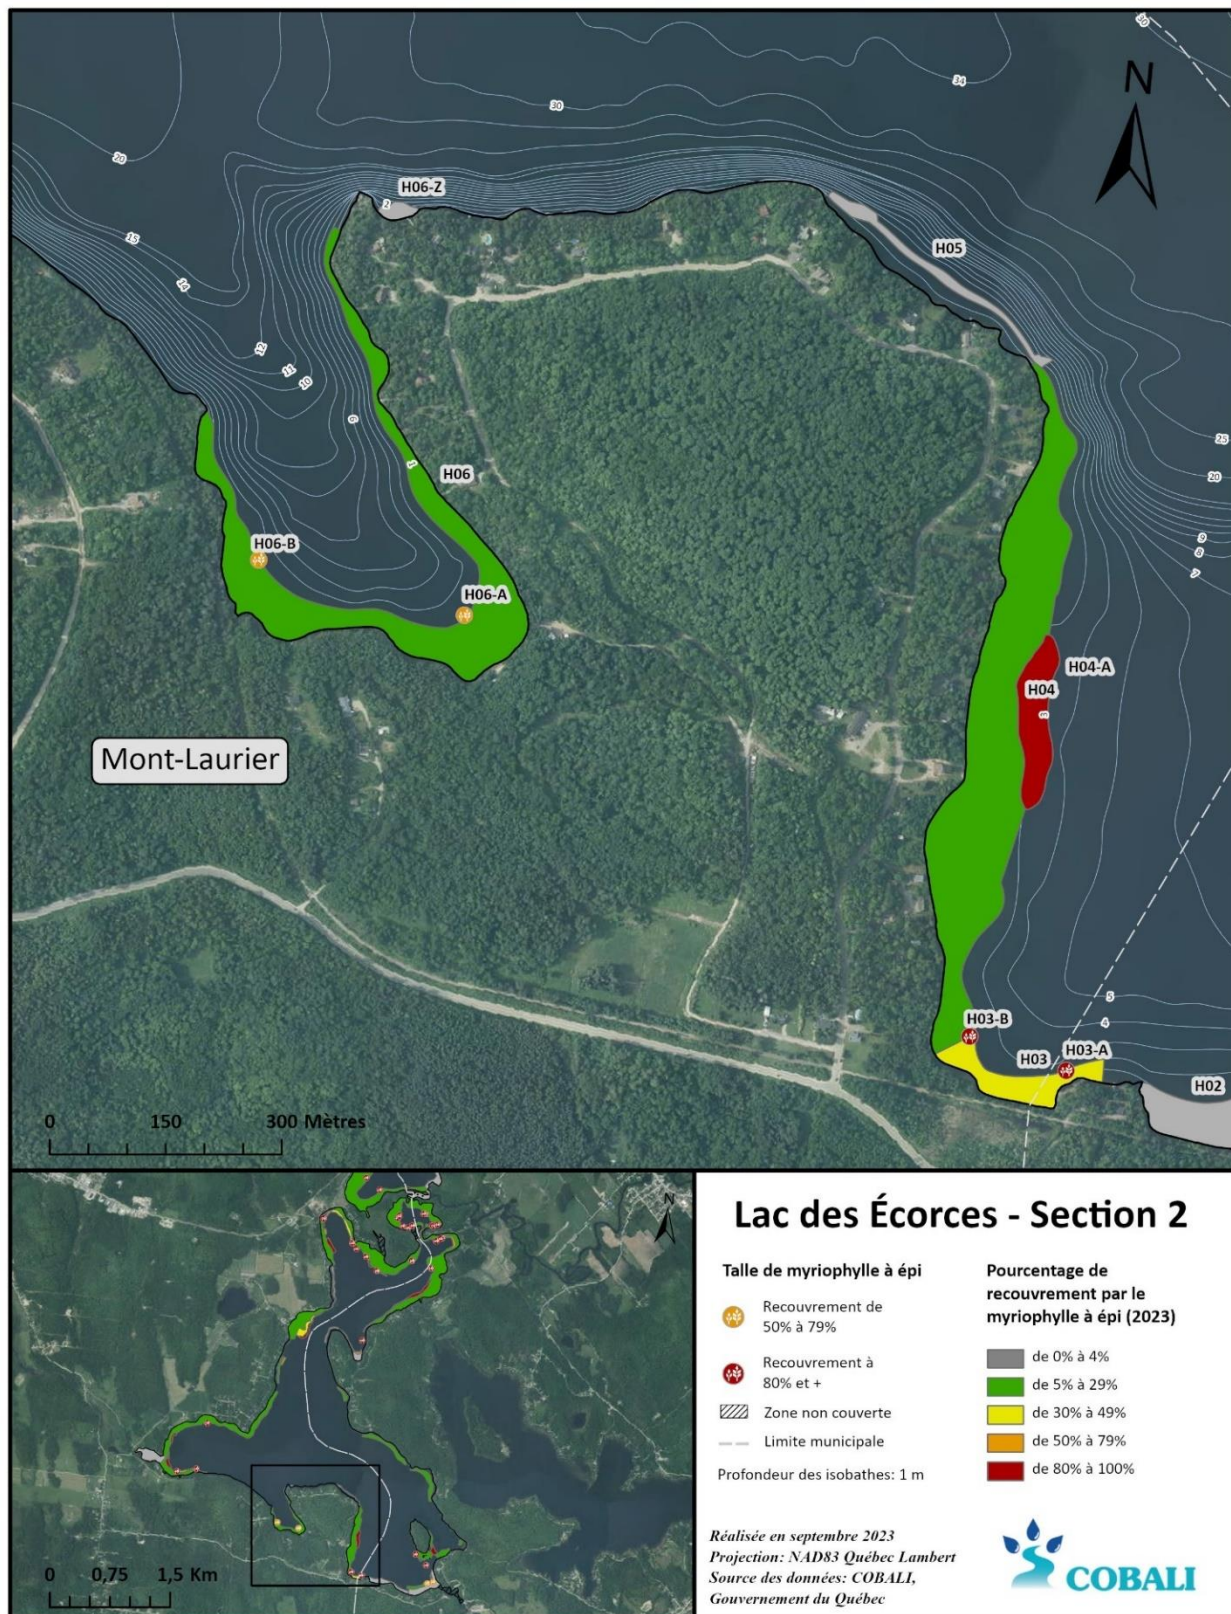 30
34
30
N
20
H06-Z
2
H05
15
14
12
11
10
9
25
20
9
8
7
1
H06
H06-B
H06-A
H04-A
H04
3
Mont-Laurier
5
4
H03-B
H03
H03-A
H02
0 150 300 Mètres
N
0 0,75 1,5 Km
Lac des Écorces - Section 2
Talle de myriophylle à épi
Recouvrement de
50% à 79%
Recouvrement à
80% et +
Zone non couverte
Limite municipale
Profondeur des isobathes: 1 m
Pourcentage de
recouvrement par le
myriophylle à épi (2023)
de 0% à 4%
de 5% à 29%
de 30% à 49%
de 50% à 79%
de 80% à 100%
Réalisée en septembre 2023
Projection: NAD83 Québec Lambert
Source des données: COBALI,
Gouvernement du Québec
COBALI